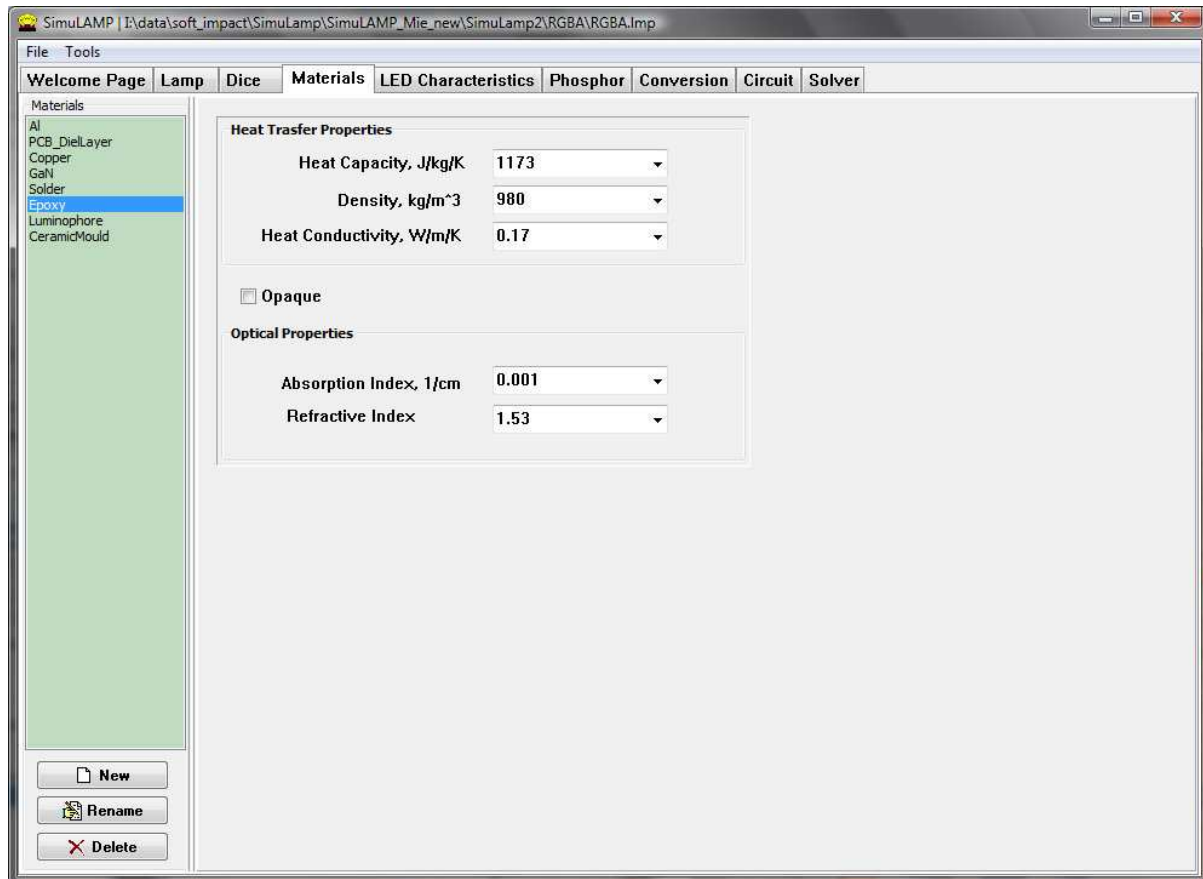 SimuLAMP | I:\data\soft_impact\SimuLamp\SimuLAMP_Mie_new\SimuLamp2\RGBA\RGBA.lmp
File Tools
Welcome Page Lamp Dice Materials LED Characteristics Phosphor Conversion Circuit Solver
Materials
Al
PCB_DielLayer
Copper
GaN
Solder
Epoxy
Luminophore
CeramicMould
Heat Trasfer Properties
Heat Capacity, J/kg/K 1173
Density, kg/m^3 980
Heat Conductivity, W/m/K 0.17
Opaque
Optical Properties
Absorption Index, 1/cm 0.001
Refractive Index 1.53
New
Rename
Delete